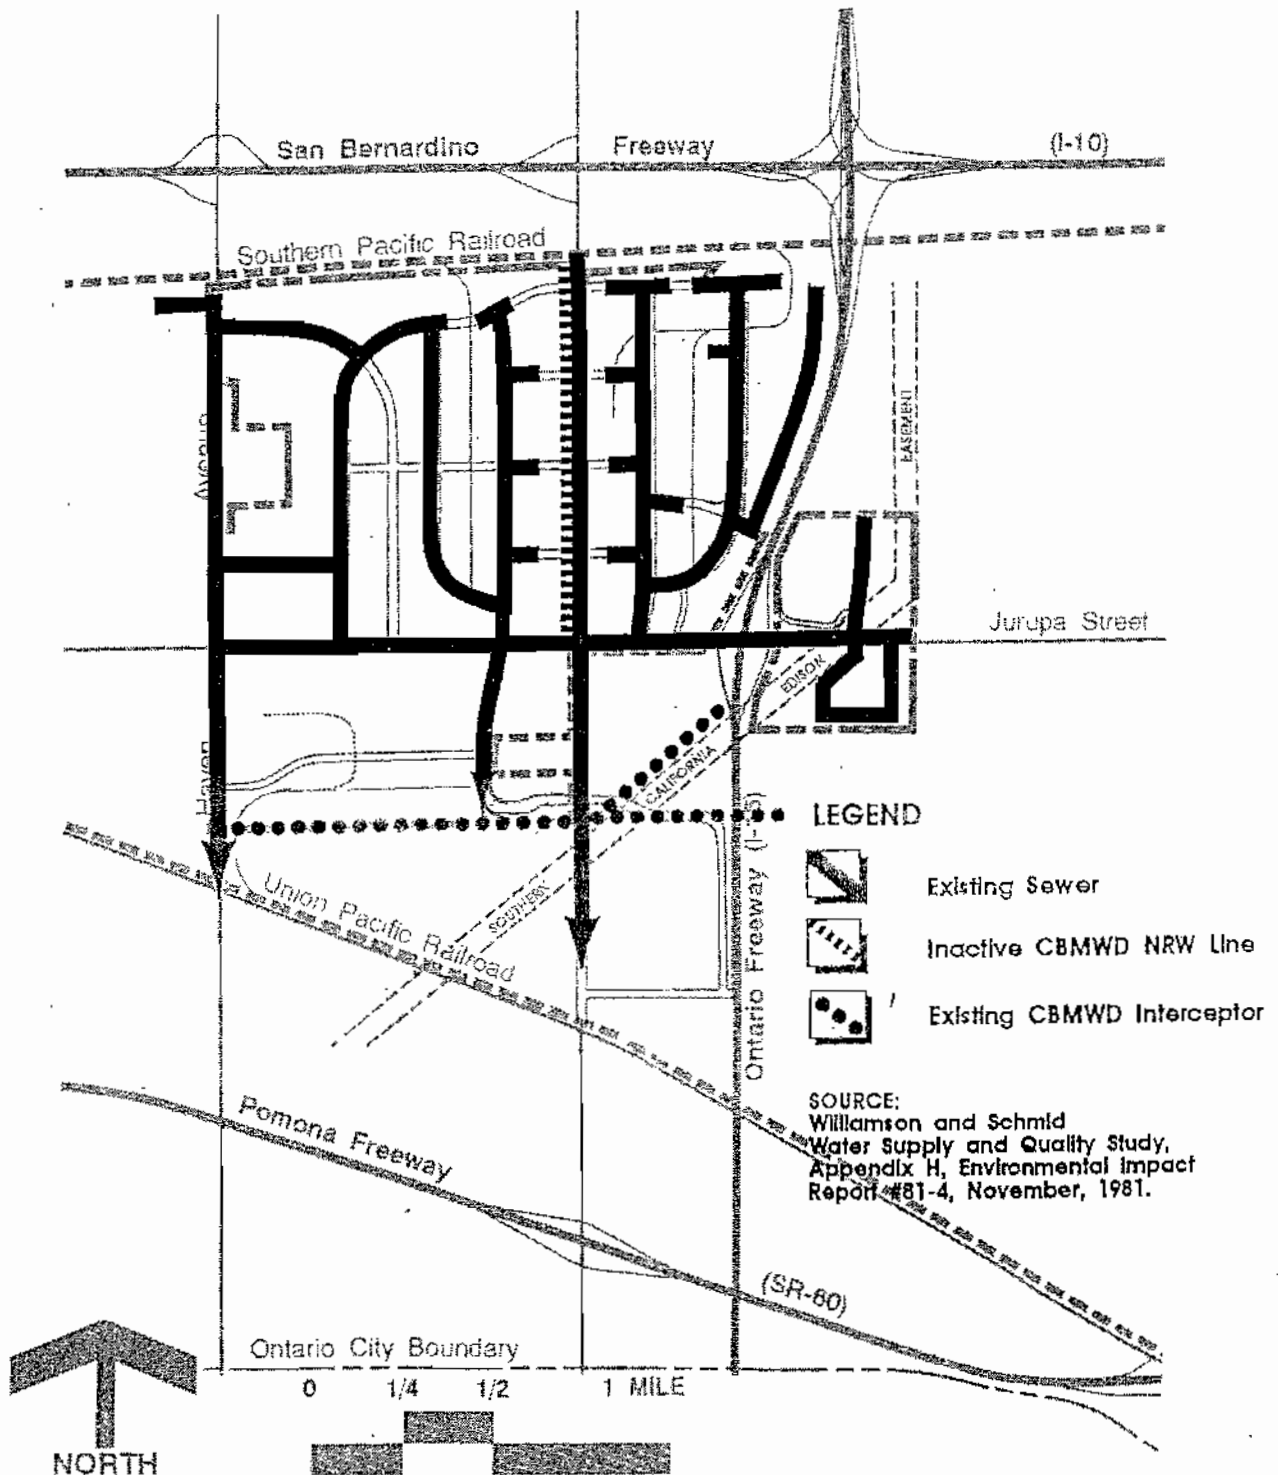 San Bernardino Freeway (I-10)
Southern Pacific Railroad
Avenue
EASEMENT
Jurupa Street
EDISON
CALIFORNIA
Haven
LEGEND
Existing Sewer
Union Pacific Railroad
SOUTHERN
Inactive CBMWD NRW Line
Existing CBMWD Interceptor
Ontario Freeway (I-15)
SOURCE:
Williamson and Schmid
Water Supply and Quality Study,
Appendix H, Environmental Impact
Report #81-4, November, 1981.
Pomona Freeway
(SR-60)
Ontario City Boundary
0 1/4 1/2 1 MILE
NORTH